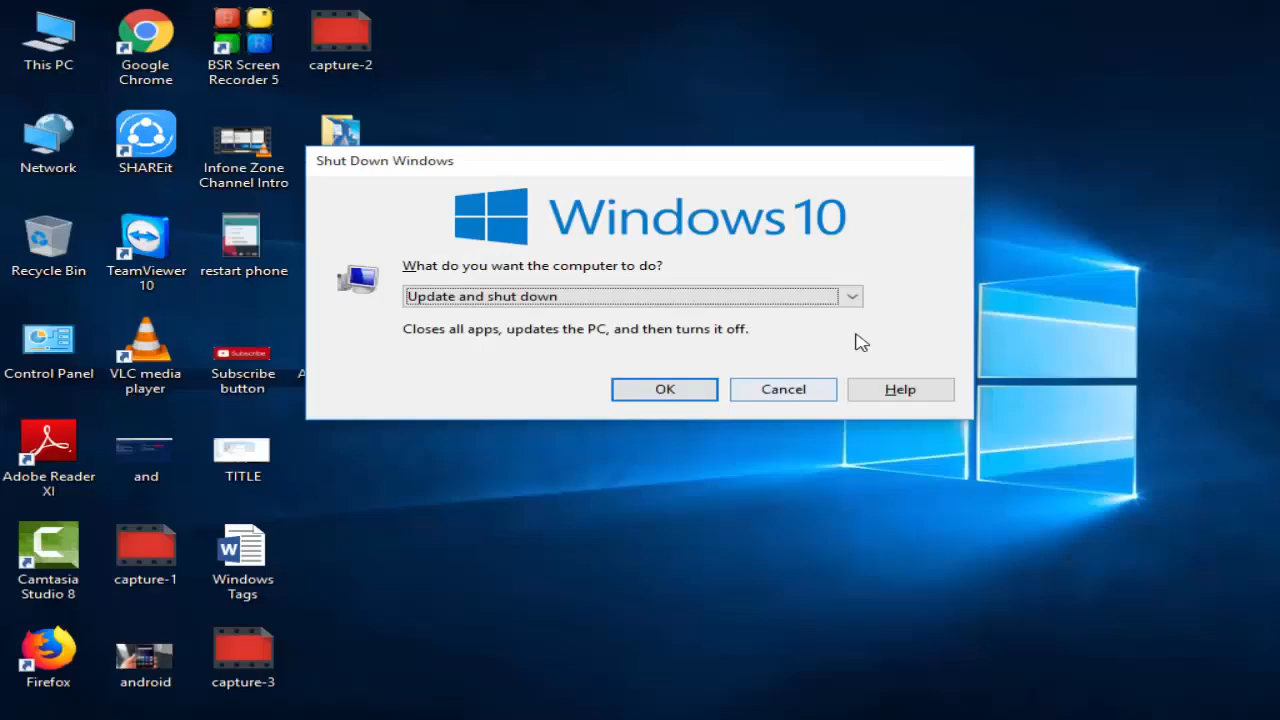 This PC
Google
Chrome
BSR Screen
Recorder 5
capture-2
Network
SHAREit
Infone Zone
Channel Intro
Recycle Bin
TeamViewer
10
restart phone
Control Panel
VLC media
player
Subscribe
Subscribe
button
A
Adobe Reader
XI
and
TITLE
Camtasia
Studio 8
capture-1
Windows
Tags
Firefox
android
capture-3
Shut Down Windows
Windows 10
What do you want the computer to do?
Update and shut down
Closes all apps, updates the PC, and then turns it off.
OK
Cancel
Help